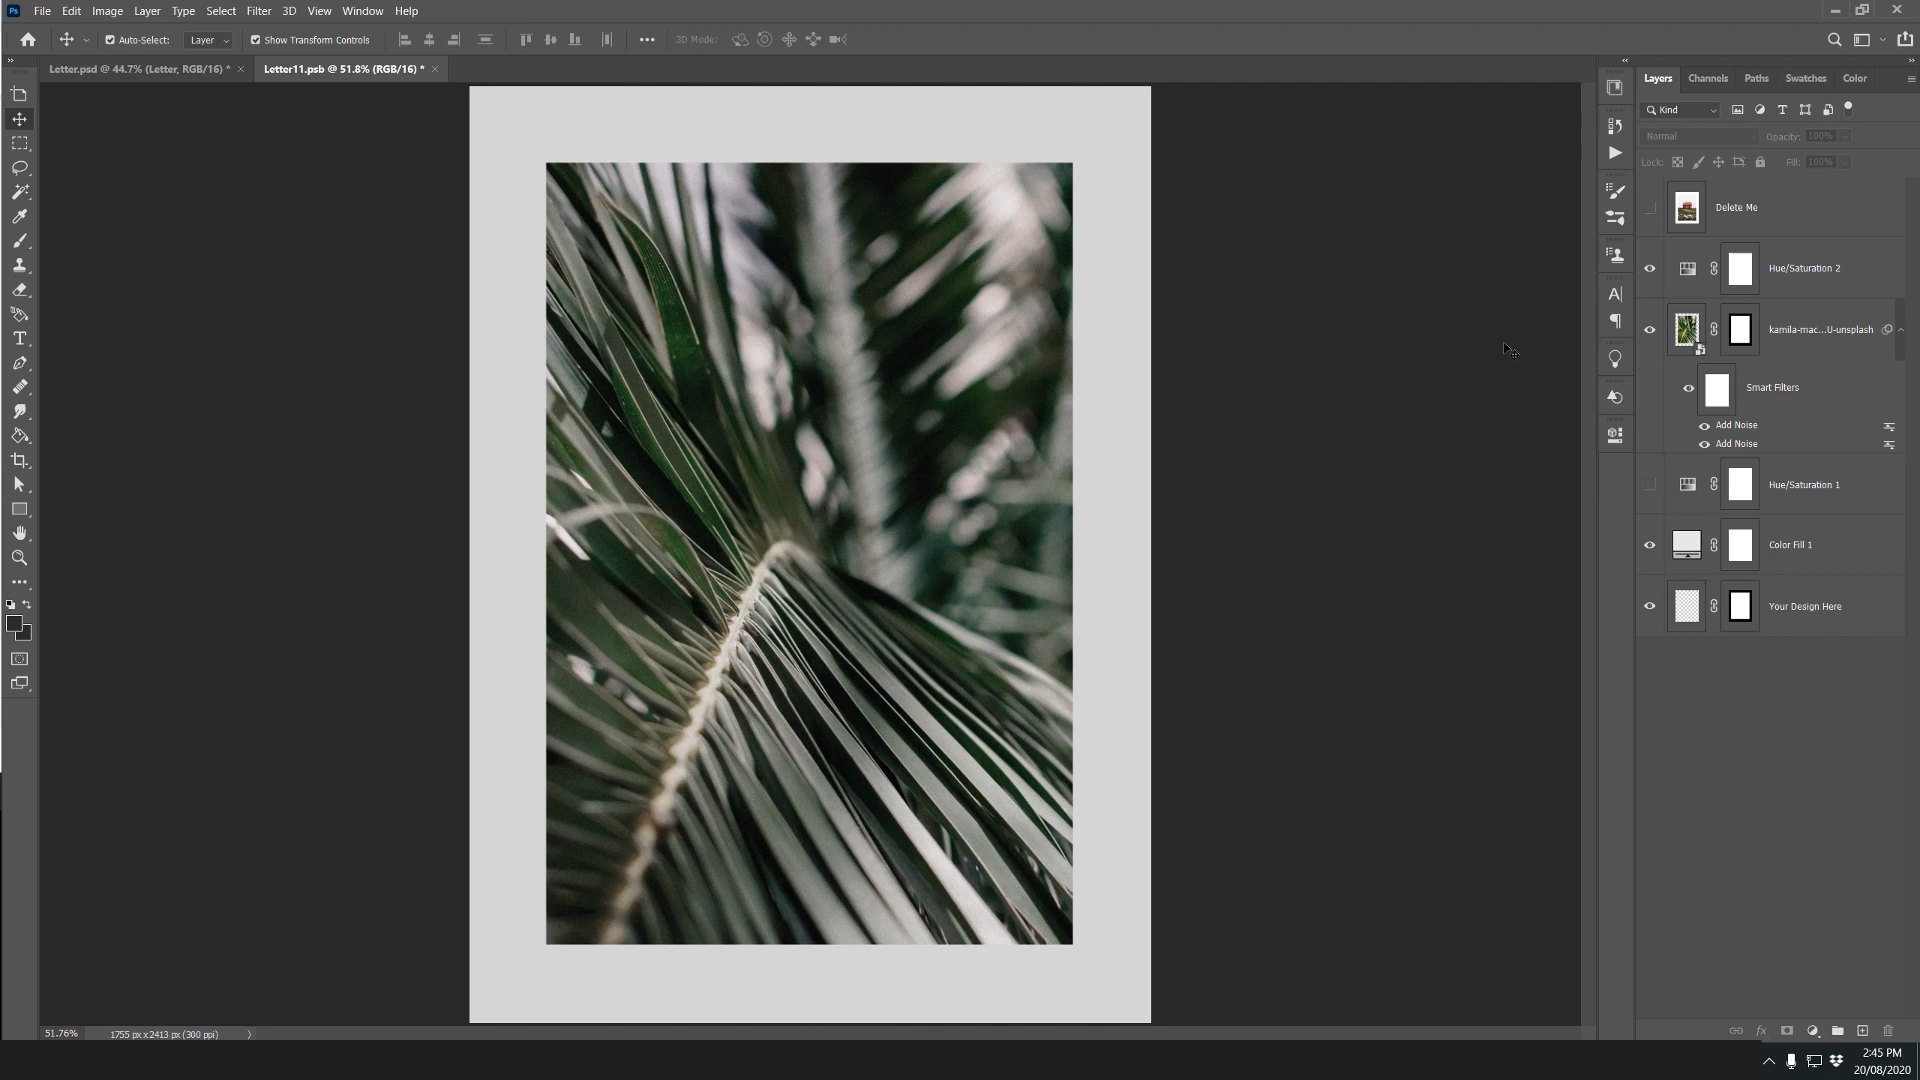 Ps File Edit Image Layer Type Select Filter 3D View Window Help
Auto-Select: Layer Show Transform Controls 3D Mode:
Letter.psd @ 44.7% (Letter, RGB/16) * Letter11.psb @ 51.8% (RGB/16) *
Layers Channels Paths Swatches Color
Kind
Normal Opacity: 100%
Lock: Fill: 100%
Delete Me
Hue/Saturation 2
kamila-mac...U-unsplash
Smart Filters
Add Noise
Add Noise
Hue/Saturation 1
Color Fill 1
Your Design Here
51.76% 1755 px x 2413 px (300 ppi)
2:45 PM
20/08/2020